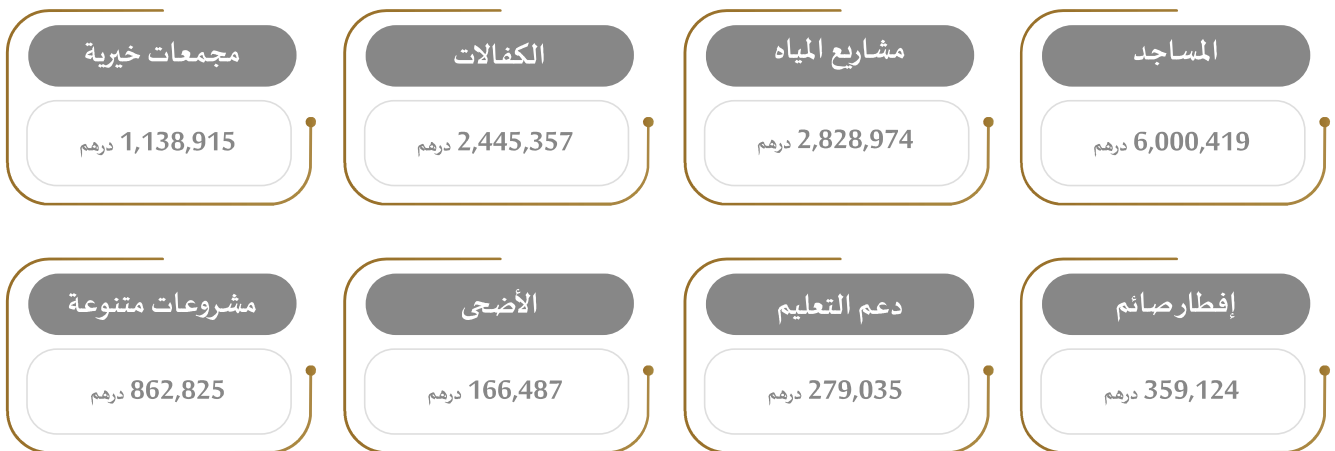 المساجد
6,000,419 درهم
مشاريع المياه
2,828,974 درهم
الكفالات
2,445,357 درهم
مجمعات خيرية
1,138,915 درهم
إفطار صائم
359,124 درهم
دعم التعليم
279,035 درهم
الأضحى
166,487 درهم
مشروعات متنوعة
862,825 درهم